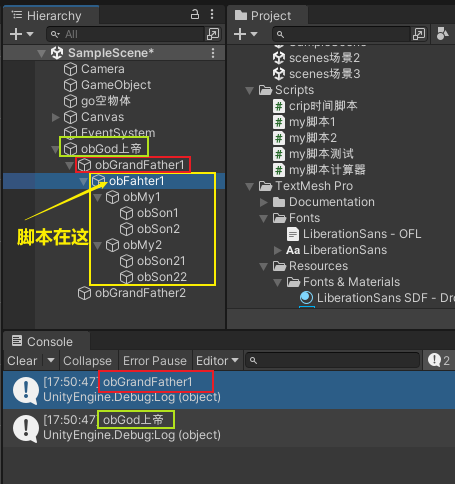 Hierarchy
All
SampleScene*
Camera
GameObject
go空物体
Canvas
EventSystem
obGod上帝
obGrandFather1
obFahter1
obMy1
obSon1
obSon2
obMy2
obSon21
obSon22
obGrandFather2
脚本在这
Project
scenes场景2
scenes场景3
Scripts
crip时间脚本
my脚本1
my脚本2
my脚本测试
my脚本计算器
TextMesh Pro
Documentation
Fonts
LiberationSans - OFL
Aa LiberationSans
Resources
Fonts & Materials
LiberationSans SDF - Dro
Console
Clear Collapse Error Pause Editor 2
[17:50:47] obGrandFather1
UnityEngine.Debug:Log (object)
[17:50:47] obGod上帝
UnityEngine.Debug:Log (object)